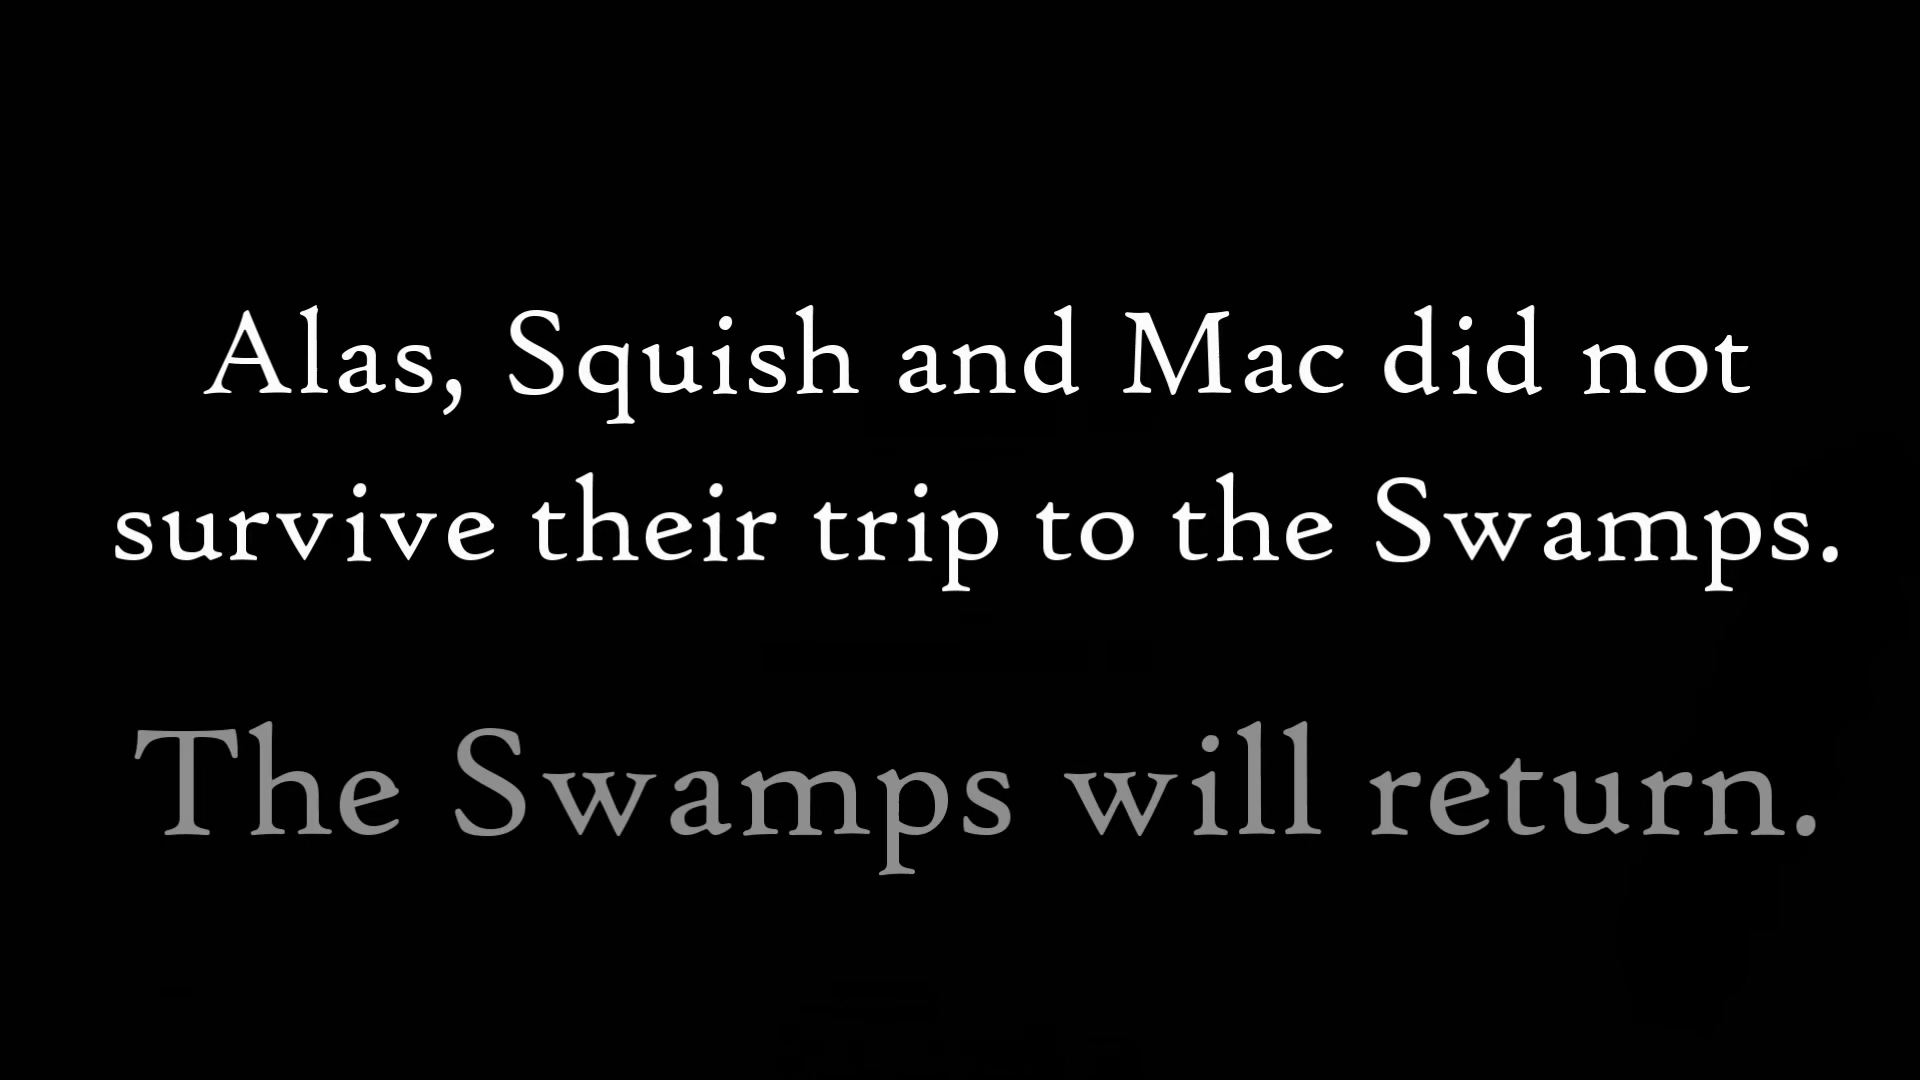 Alas, Squish and Mac did not
survive their trip to the Swamps.
The Swamps will return.